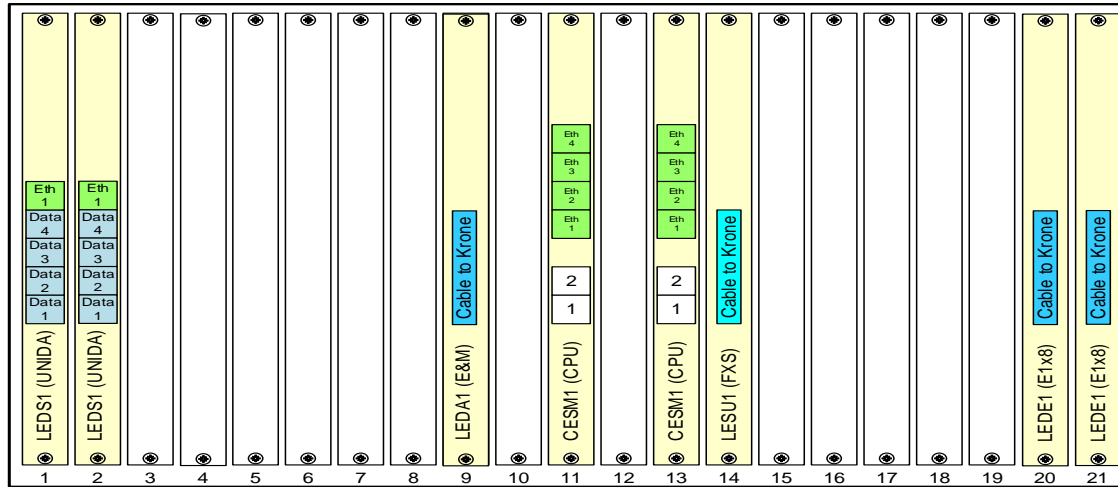 Eth
1
Data
4
Data
3
Data
2
Data
1
LEDS1 (UNIDA)
Eth
1
Data
4
Data
3
Data
2
Data
1
LEDS1 (UNIDA)
Cable to Krone
LEDA1 (E&M)
Eth
4
Eth
3
Eth
2
Eth
1
2
1
CESM1 (CPU)
Eth
4
Eth
3
Eth
2
Eth
1
2
1
CESM1 (CPU)
Cable to Krone
LESU1 (FXS)
Cable to Krone
LEDE1 (E1x8)
Cable to Krone
LEDE1 (E1x8)
1 2 3 4 5 6 7 8 9 10 11 12 13 14 15 16 17 18 19 20 21